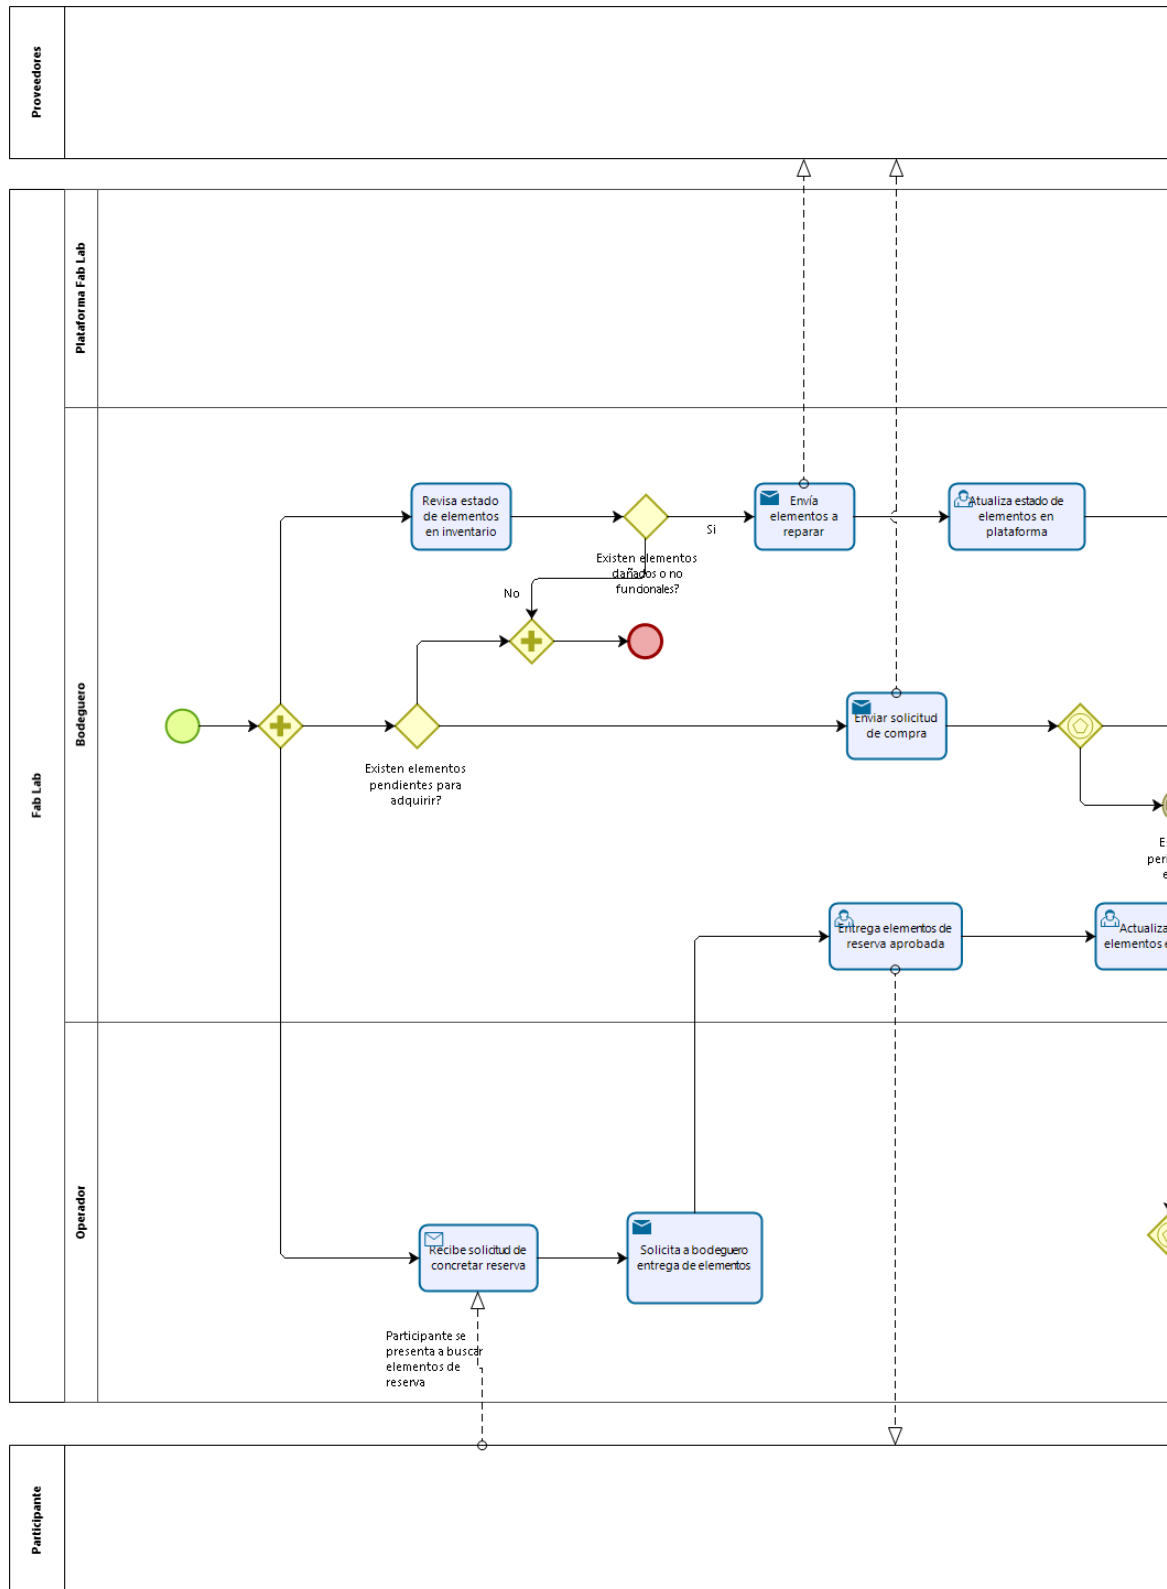 Proveedores
Fab Lab
Plataforma Fab Lab
Bodeguero
Revisa estado
de elementos
en inventario
Existen elementos
dañados o no
funcionales?
Si
No
Envía
elementos a
reparar
Atualiza estado de
elementos en
plataforma
Existen elementos
pendientes para
adquirir?
Enviar solicitud
de compra
Entrega elementos de
reserva aprobada
Actualiza
elementos
Operador
Recibe solicitud de
concretar reserva
Solicita a bodeguero
entrega de elementos
Participante se
presenta a buscar
elementos de
reserva
Participante